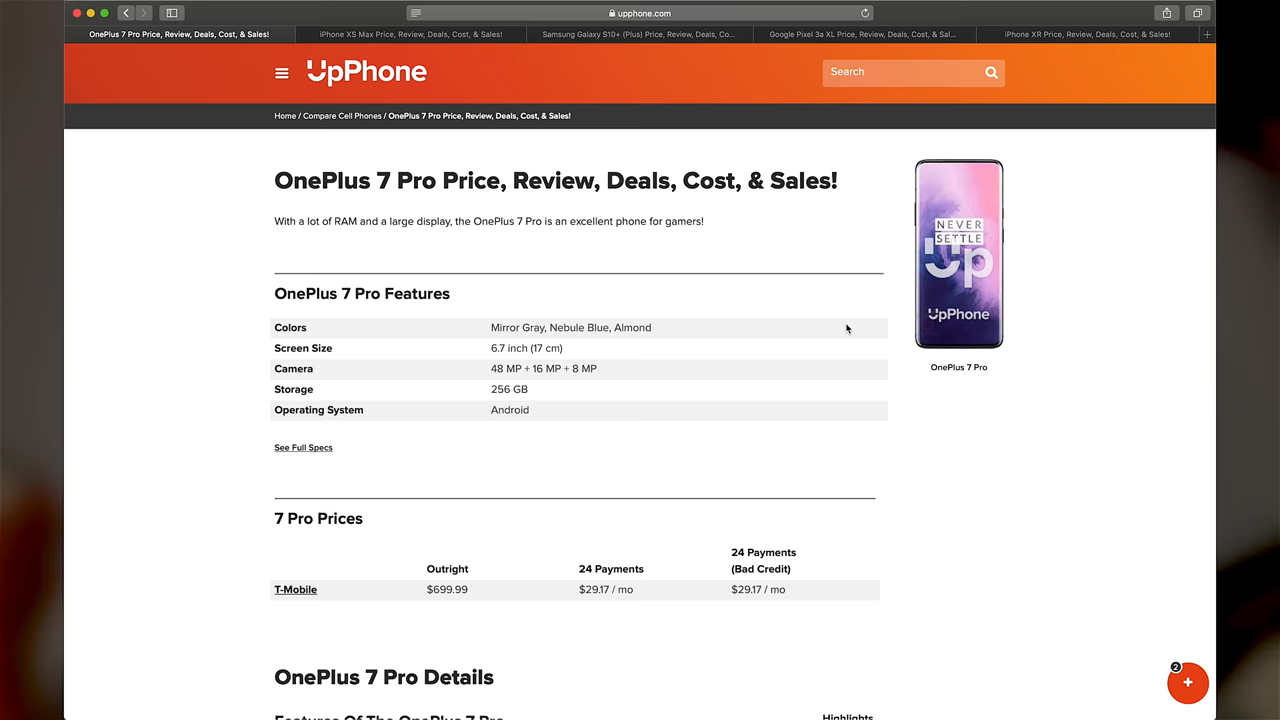 upphone.com
OnePlus 7 Pro Price, Review, Deals, Cost, & Sales!
iPhone XS Max Price, Review, Deals, Cost, & Sales!
Samsung Galaxy S10+ (Plus) Price, Review, Deals, Co...
Google Pixel 3a XL Price, Review, Deals, Cost, & Sal...
iPhone XR Price, Review, Deals, Cost, & Sales!
UpPhone
Search
Home / Compare Cell Phones / OnePlus 7 Pro Price, Review, Deals, Cost, & Sales!
OnePlus 7 Pro Price, Review, Deals, Cost, & Sales!
With a lot of RAM and a large display, the OnePlus 7 Pro is an excellent phone for gamers!
NEVER
SETTLE
Up
UpPhone
OnePlus 7 Pro
OnePlus 7 Pro Features
Colors Mirror Gray, Nebule Blue, Almond
Screen Size 6.7 inch (17 cm)
Camera 48 MP + 16 MP + 8 MP
Storage 256 GB
Operating System Android
See Full Specs
7 Pro Prices
Outright 24 Payments 24 Payments (Bad Credit)
T-Mobile $699.99 $29.17 / mo $29.17 / mo
OnePlus 7 Pro Details
Features Of The OnePlus 7 Pro
Highlights
2
+